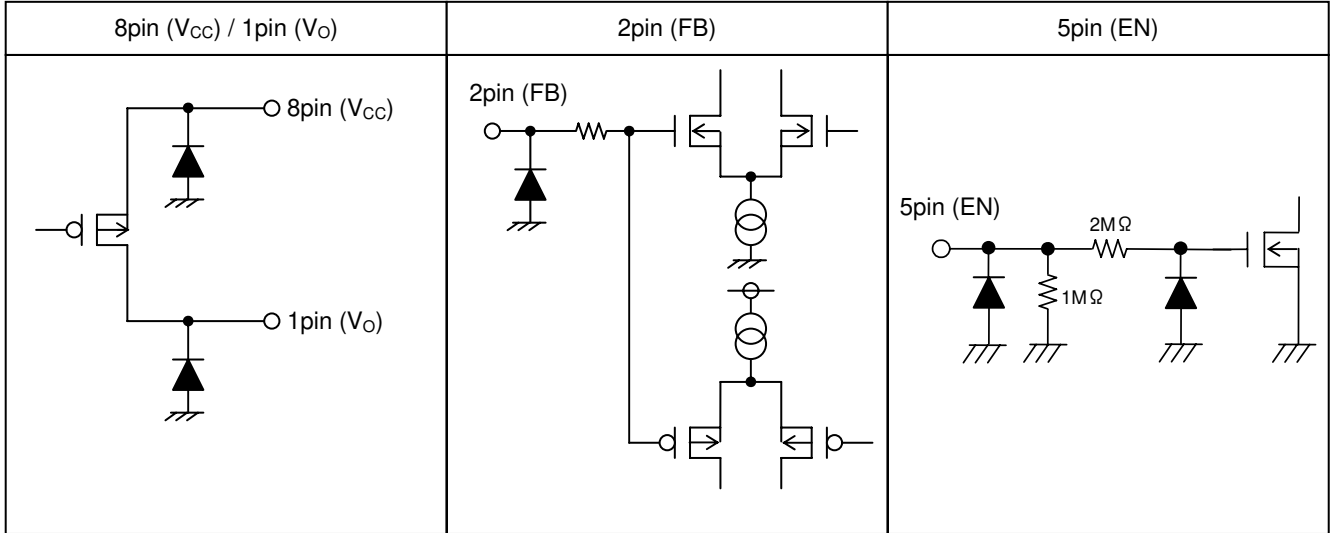 8pin (VCC) / 1pin (VO)
2pin (FB)
5pin (EN)
8pin (VCC)
1pin (VO)
2pin (FB)
5pin (EN)
2MΩ
1MΩ